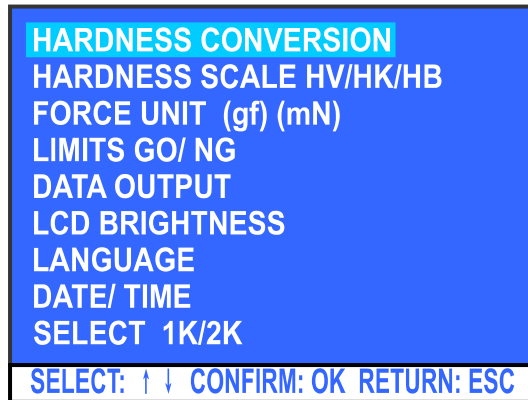 HARDNESS CONVERSION
HARDNESS SCALE HV/HK/HB
FORCE UNIT (gf) (mN)
LIMITS GO/ NG
DATA OUTPUT
LCD BRIGHTNESS
LANGUAGE
DATE/ TIME
SELECT 1K/2K
SELECT: ↑ ↓ CONFIRM: OK RETURN: ESC